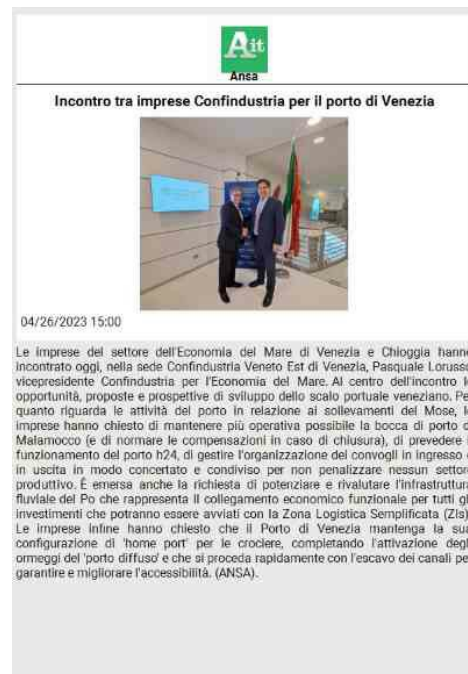 Ait
Ansa
Incontro tra imprese Confindustria per il porto di Venezia
04/26/2023 15:00
Le imprese del settore dell'Economia del Mare di Venezia e Chioggia hanno
incontrato oggi, nella sede Confindustria Veneto Est di Venezia, Pasquale Lorusso
vicepresidente Confindustria per l'Economia del Mare. Al centro dell'incontro l
opportunità, proposte e prospettive di sviluppo dello scalo portuale veneziano. Pe
quanto riguarda le attività del porto in relazione ai sollevamenti del Mose, l
imprese hanno chiesto di mantenere più operativa possibile la bocca di porto d
Malamocco (e di normare le compensazioni in caso di chiusura), di prevedere i
funzionamento del porto h24, di gestire l'organizzazione dei convogli in ingresso e
in uscita in modo concertato e condiviso per non penalizzare nessun settore
produttivo. È emersa anche la richiesta di potenziare e rivalutare l'infrastruttura
fluviale del Po che rappresenta il collegamento economico funzionale per tutti gl
investimenti che potranno essere avviati con la Zona Logistica Semplificata (Zls)
Le imprese infine hanno chiesto che il Porto di Venezia mantenga la sua
configurazione di 'home port' per le crociere, completando l'attivazione degl
ormeggi del 'porto diffuso' e che si proceda rapidamente con l'escavo dei canali pe
garantire e migliorare l'accessibilità. (ANSA).